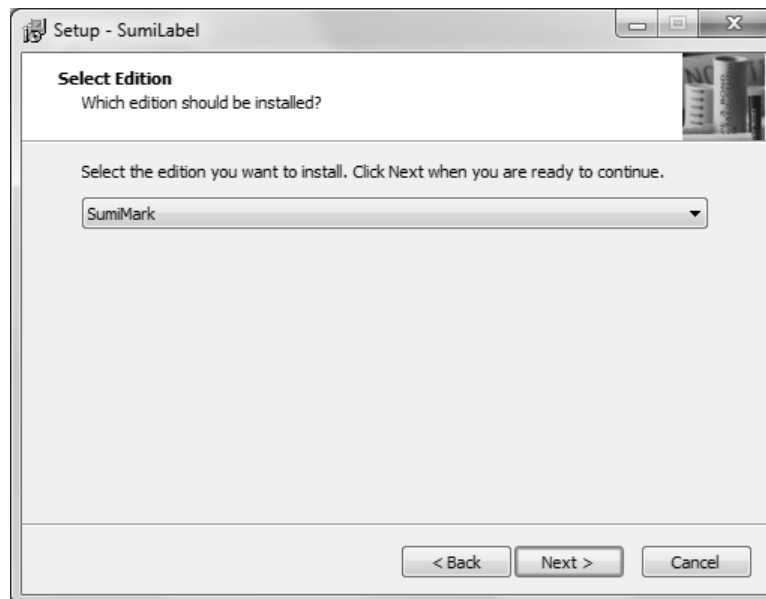 Setup - SumiLabel
Select Edition
Which edition should be installed?
Select the edition you want to install. Click Next when you are ready to continue.
SumiMark
< Back
Next >
Cancel